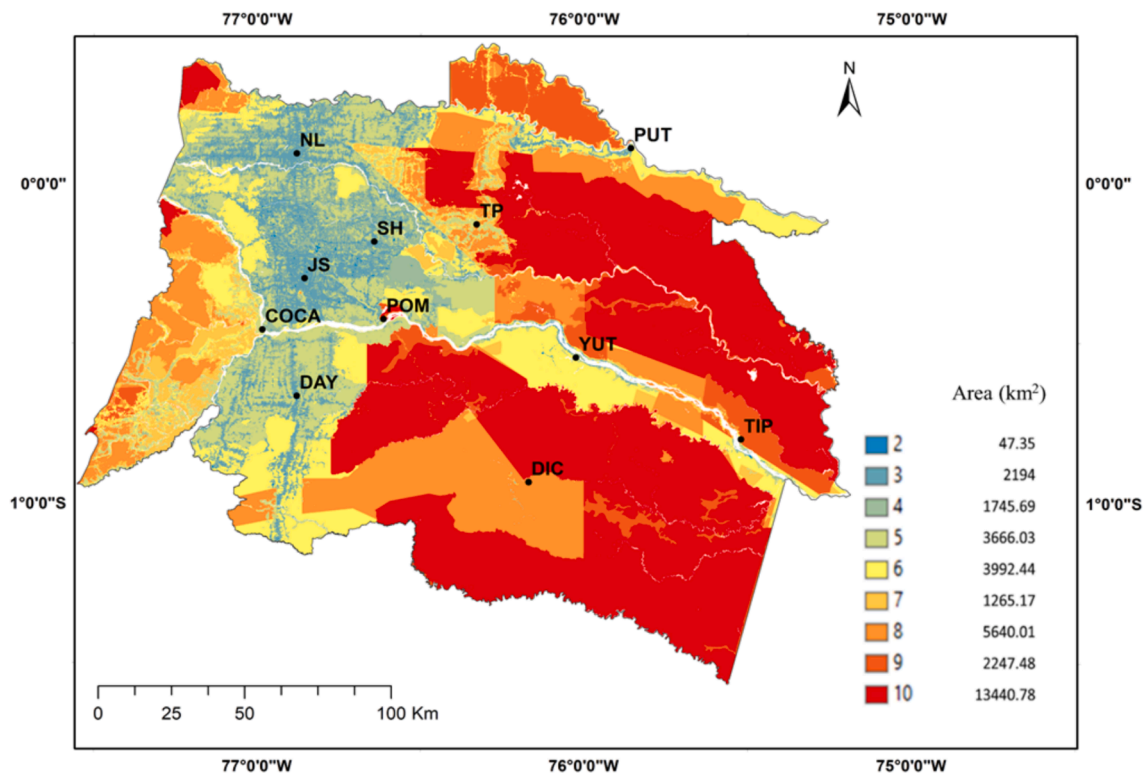 77°0'0"W 76°0'0"W 75°0'0"W
N
PUT
NL
0°0'0" 0°0'0"
TP
SH
JS
POM
COCA
YUT
DAY
Area (km²)
TIP
2 47.35
DIC
3 2194
1°0'0"S 1°0'0"S
4 1745.69
5 3666.03
6 3992.44
7 1265.17
8 5640.01
9 2247.48
10 13440.78
0 25 50 100 Km
77°0'0"W 76°0'0"W 75°0'0"W